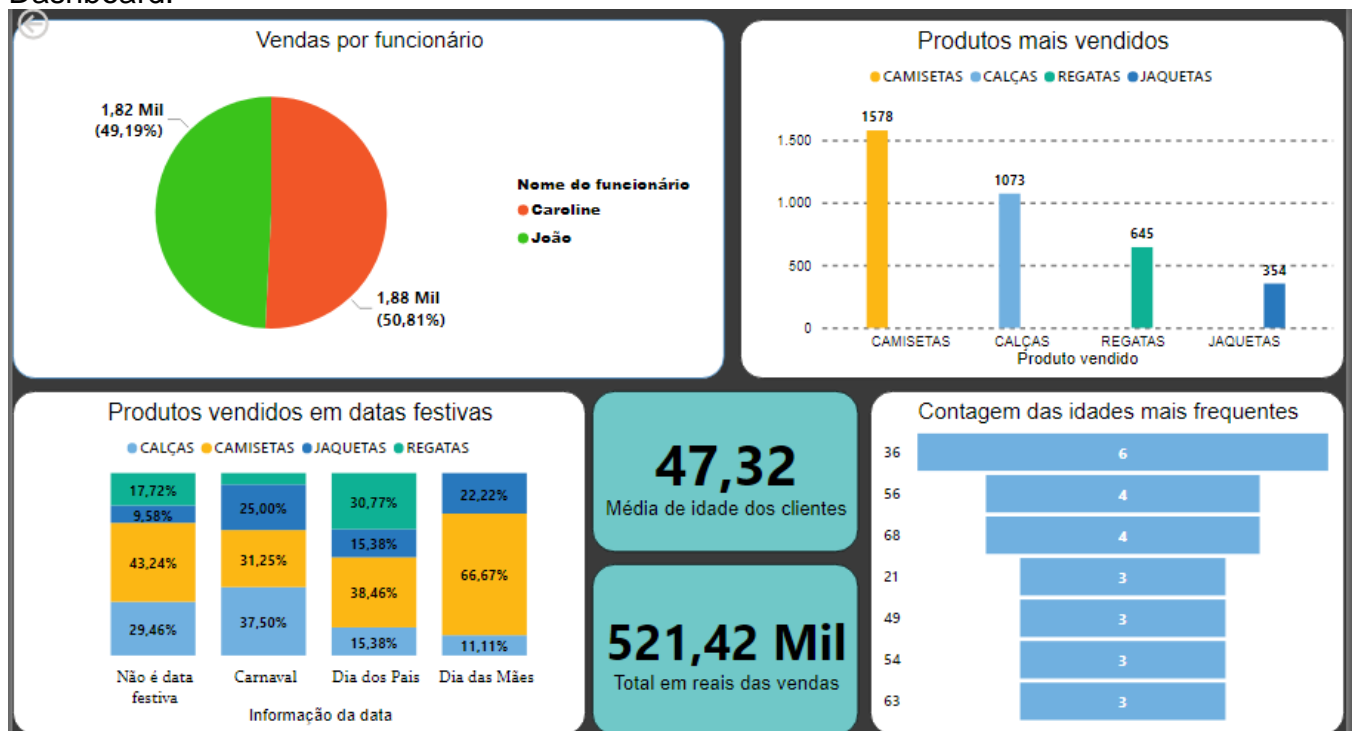 Dashboard.
Vendas por funcionário
1,82 Mil
(49,19%)
1,88 Mil
(50,81%)
Nome do funcionário
Caroline
João
Produtos mais vendidos
CAMISETAS CALÇAS REGATAS JAQUETAS
1578
1.500
1073
1.000
645
500
354
0
CAMISETAS CALÇAS REGATAS JAQUETAS
Produto vendido
Produtos vendidos em datas festivas
CALÇAS CAMISETAS JAQUETAS REGATAS
17,72%
9,58%
43,24%
29,46%
25,00%
31,25%
37,50%
30,77%
15,38%
38,46%
15,38%
22,22%
66,67%
11,11%
Não é data
festiva
Carnaval
Dia dos Pais
Dia das Mães
Informação da data
47,32
Média de idade dos clientes
521,42 Mil
Total em reais das vendas
Contagem das idades mais frequentes
36 6
56 4
68 4
21 3
49 3
54 3
63 3